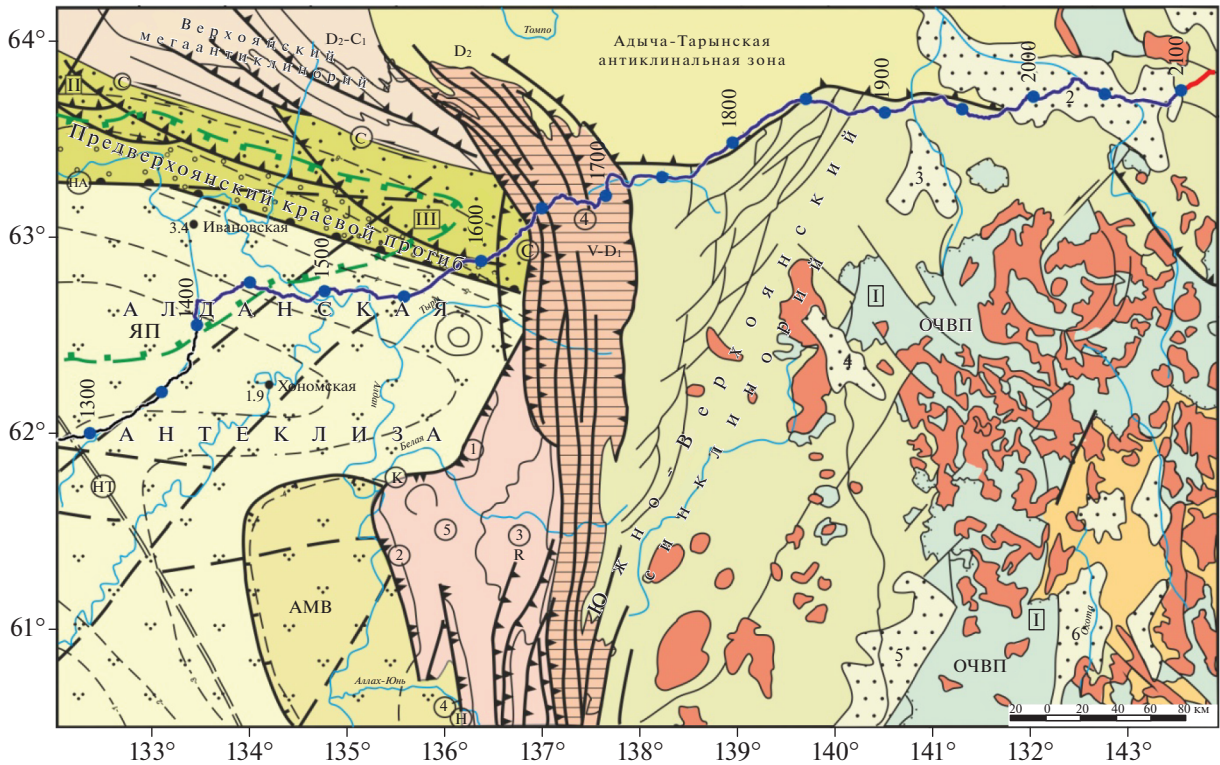 64°
63°
62°
61°
Верхоянский
мегаантиклинорий
D₂-C₁
D₂
Томпо
Адыча-Тарынская
антиклинальная зона
II
C
C
Предверхоянский краевой прогиб
НА
3.4
Ивановская
III
C
4
V-D₁
1300
1400
1500
1600
1700
1800
1900
2000
2100
2
3
АЛДАНСКАЯ
ЯП
Тыры
Хономская
1.9
Алдан
АНТЕКЛИЗА
Белая
НТ
К
1
5
3
R
2
АМВ
Аллах-Юнь
4
Н
Южно-Верхоянский
синклинорий
I
ОЧВП
4
I
ОЧВП
5
6
Охота
20 0 20 40 60 80 км
133° 134° 135° 136° 137° 138° 139° 140° 141° 132° 143°